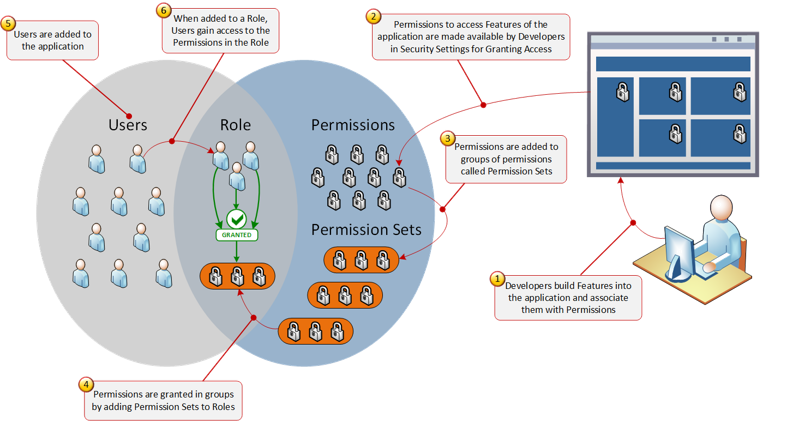 5
Users are added to
the application
6
When added to a Role,
Users gain access to the
Permissions in the Role
2
Permissions to access Features of the
application are made available by Developers
in Security Settings for Granting Access
Users
Role
Permissions
3
Permissions are added to
groups of permissions
called Permission Sets
GRANTED
Permission Sets
1
Developers build Features into
the application and associate
them with Permissions
4
Permissions are granted in groups
by adding Permission Sets to Roles